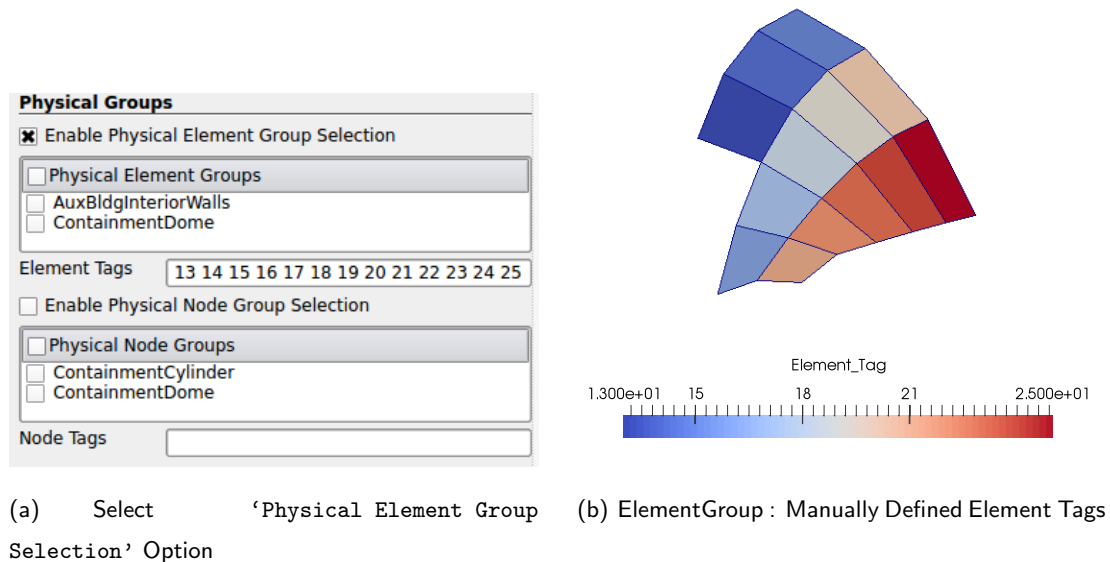 Physical Groups
Enable Physical Element Group Selection
Physical Element Groups
AuxBldgInteriorWalls
ContainmentDome
Element Tags 13 14 15 16 17 18 19 20 21 22 23 24 25
Enable Physical Node Group Selection
Physical Node Groups
ContainmentCylinder
ContainmentDome
Node Tags
Element_Tag
1.300e+01 15 18 21 2.500e+01
(a) Select ‘Physical Element Group
Selection’ Option
(b) ElementGroup : Manually Defined Element Tags